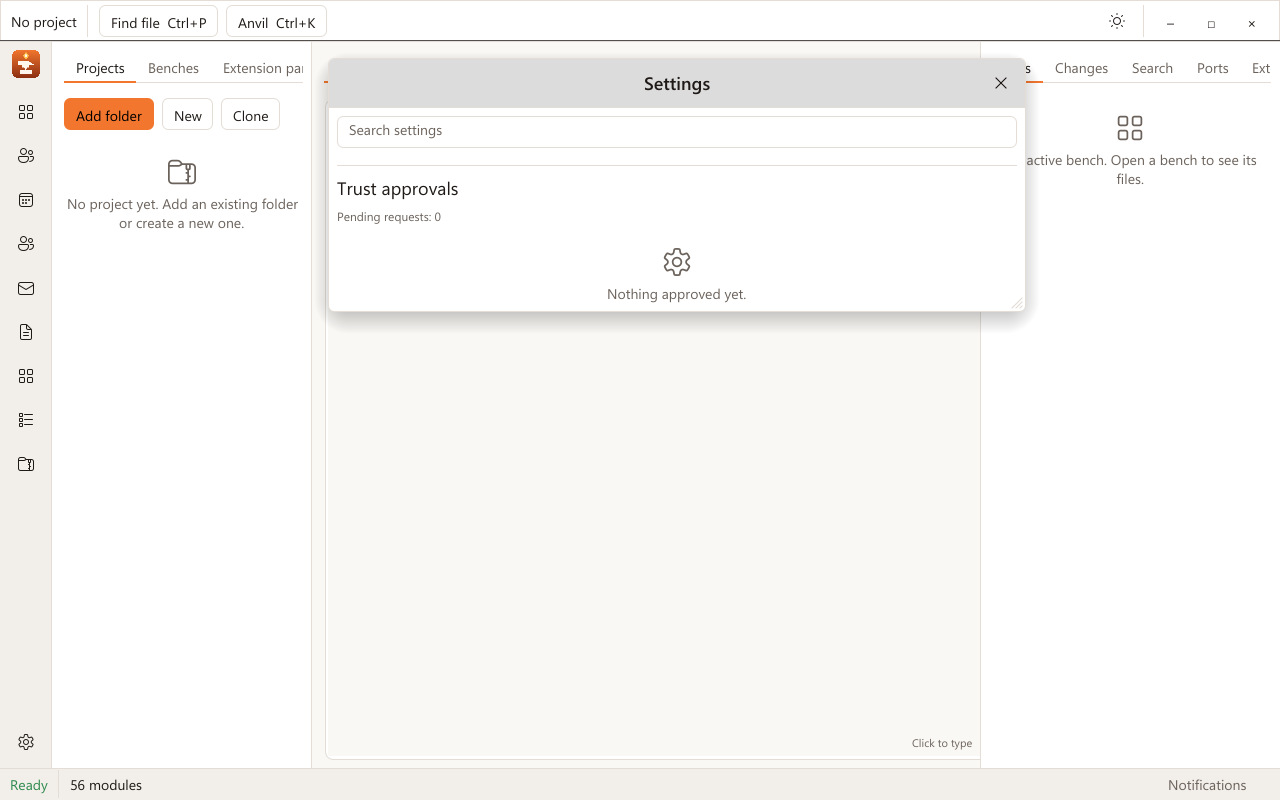 No project
Find file Ctrl+P
Anvil Ctrl+K
Projects
Benches
Extension par
Add folder
New
Clone
No project yet. Add an existing folder
or create a new one.
Settings
Search settings
Trust approvals
Pending requests: 0
Nothing approved yet.
Changes
Search
Ports
Ext
active bench. Open a bench to see its
files.
Click to type
Ready
56 modules
Notifications